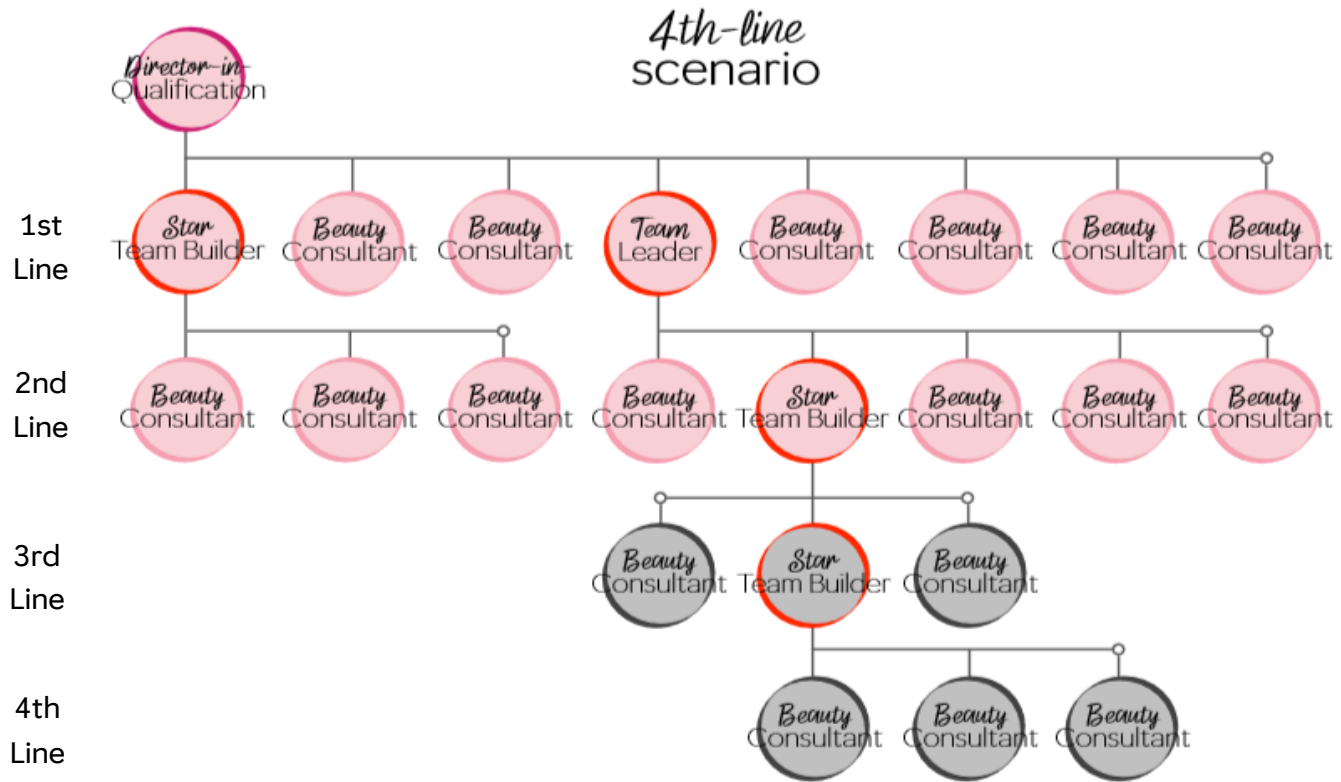 4th-line
scenario
Director-in-
Qualification
1st
Line
Star
Team Builder
Beauty
Consultant
Beauty
Consultant
Team
Leader
Beauty
Consultant
Beauty
Consultant
Beauty
Consultant
Beauty
Consultant
2nd
Line
Beauty
Consultant
Beauty
Consultant
Beauty
Consultant
Beauty
Consultant
Star
Team Builder
Beauty
Consultant
Beauty
Consultant
Beauty
Consultant
3rd
Line
Beauty
Consultant
Star
Team Builder
Beauty
Consultant
4th
Line
Beauty
Consultant
Beauty
Consultant
Beauty
Consultant